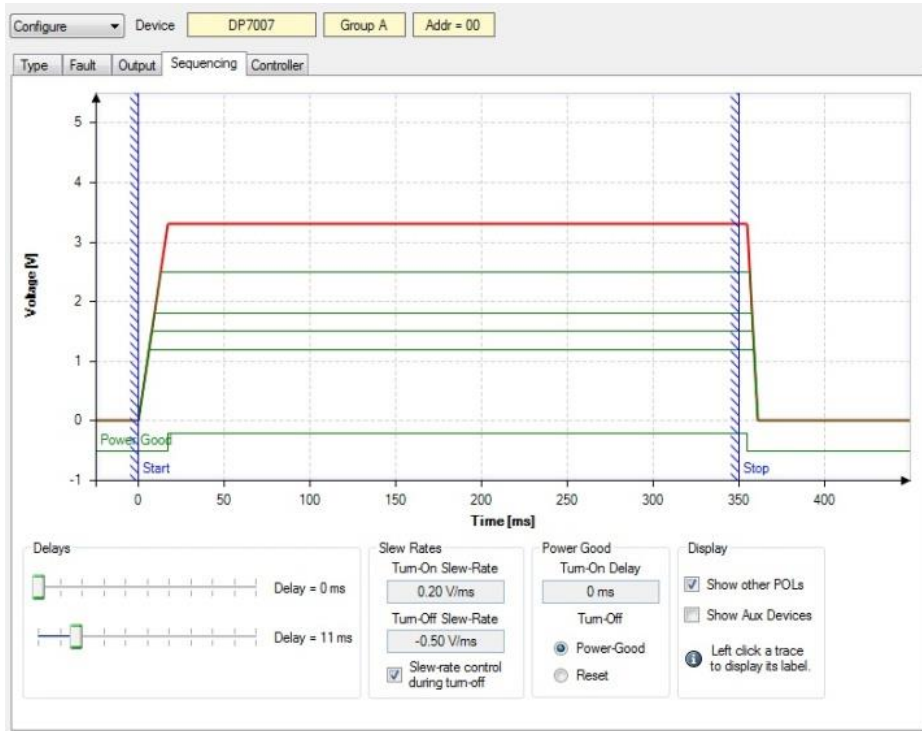 Configure Device DP7007 Group A Addr = 00
Type Fault Output Sequencing Controller
5
4
3
2
1
0
-1
Voltage [V]
Power Good
Start
Stop
0 50 100 150 200 250 300 350 400
Time [ms]
Delays
Delay = 0 ms
Delay = 11 ms
Slew Rates
Turn-On Slew-Rate
0.20 V/ms
Turn-Off Slew-Rate
-0.50 V/ms
Slew-rate control
during turn-off
Power Good
Turn-On Delay
0 ms
Turn-Off
Power-Good
Reset
Display
Show other POLs
Show Aux Devices
Left click a trace
to display its label.